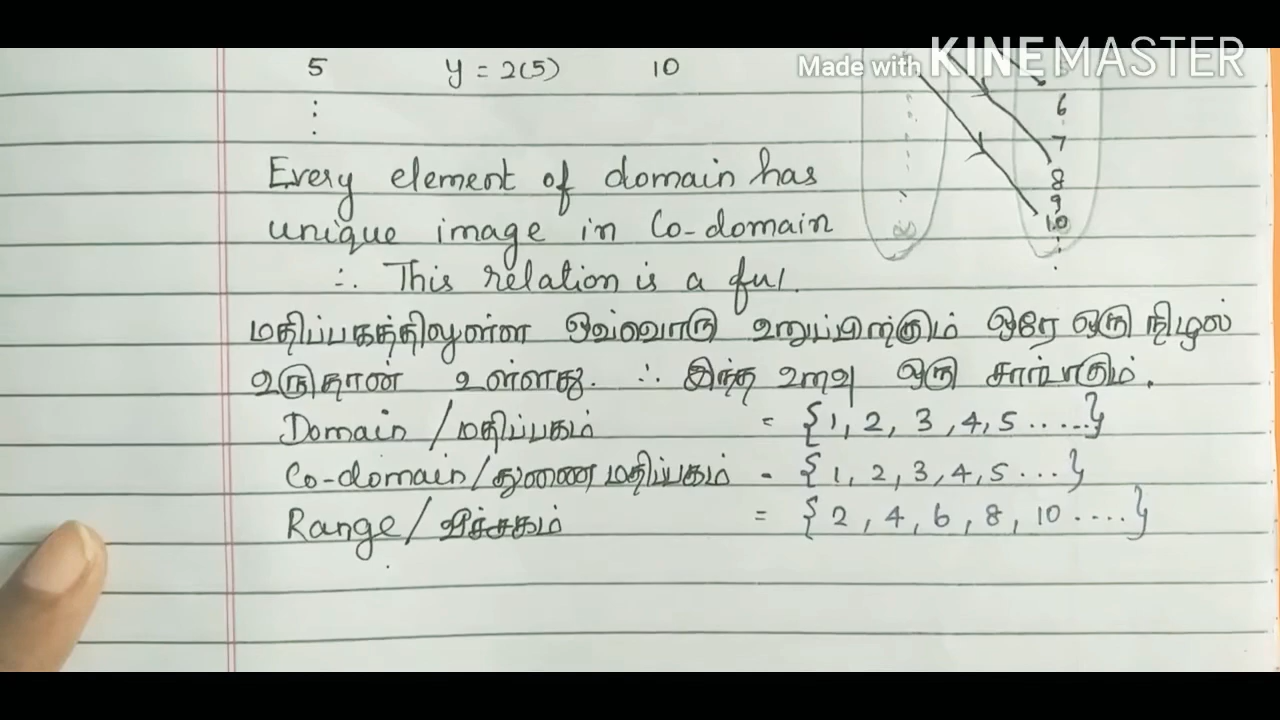 Made with KINEMASTER
5 y = 2(5) 10
6
7
8
9
10
Every element of domain has
unique image in Co-domain
∴ This relation is a fu1.
மதிப்பகத்திலுள்ள ஒவ்வொரு உறுப்பிற்கும் ஒரே ஒரு நிழல்
உருதான் உள்ளது. ∴ இந்த உறவு ஒரு சார்பாகும்.
Domain / மதிப்பகம் = {1, 2, 3, 4, 5 .....}
Co-domain / துணை மதிப்பகம் = {1, 2, 3, 4, 5 ...}
Range / வீச்சகம் = {2, 4, 6, 8, 10 ....}